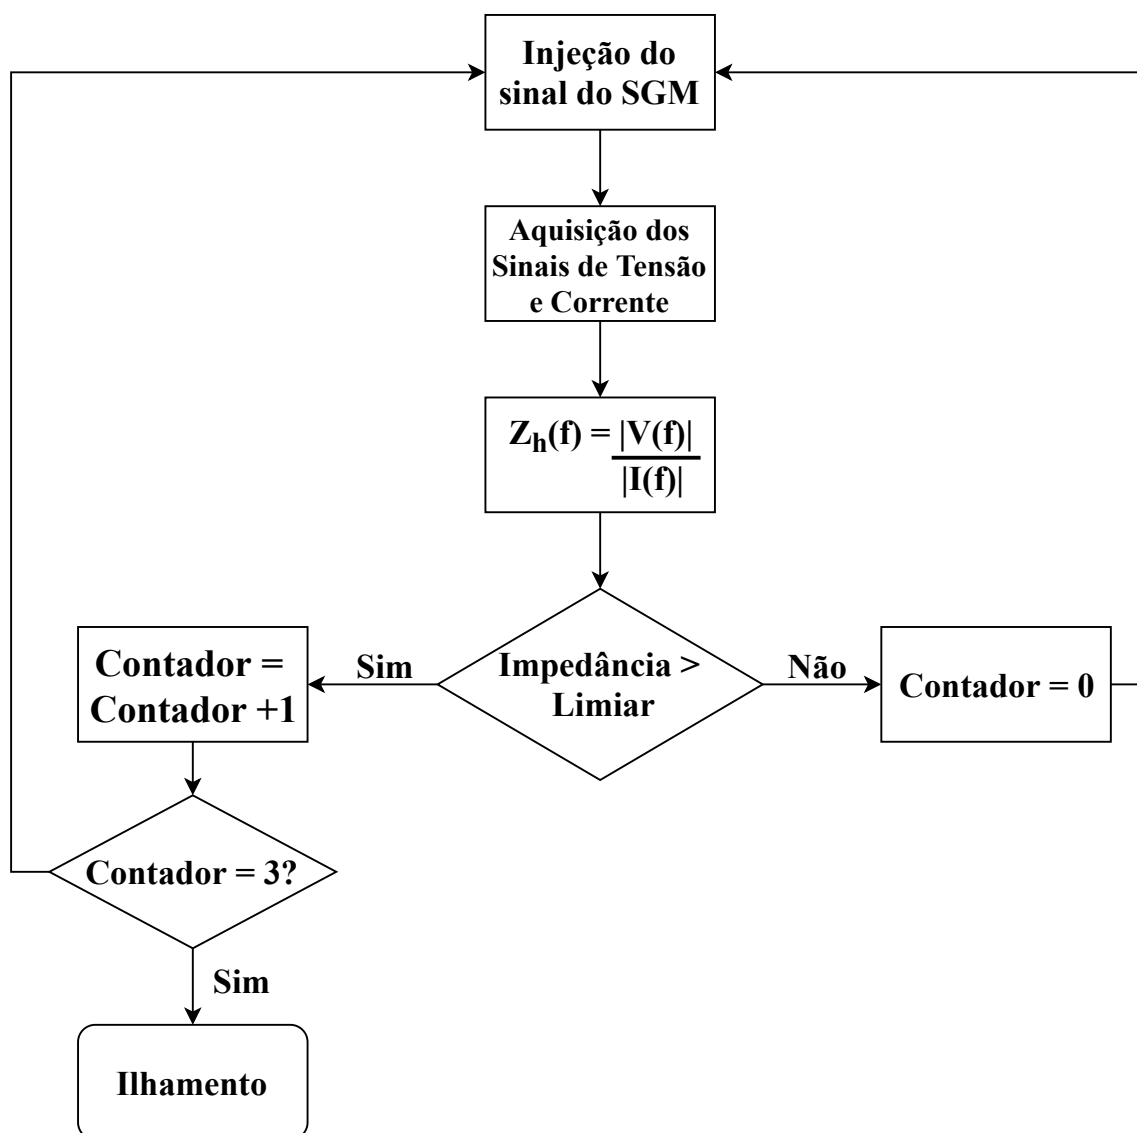 Injeção do
sinal do SGM
Aquisição dos
Sinais de Tensão
e Corrente
Zh(f) = |V(f)|
|I(f)|
Impedância >
Limiar
Sim
Não
Contador =
Contador +1
Contador = 0
Contador = 3?
Sim
Ilhamento